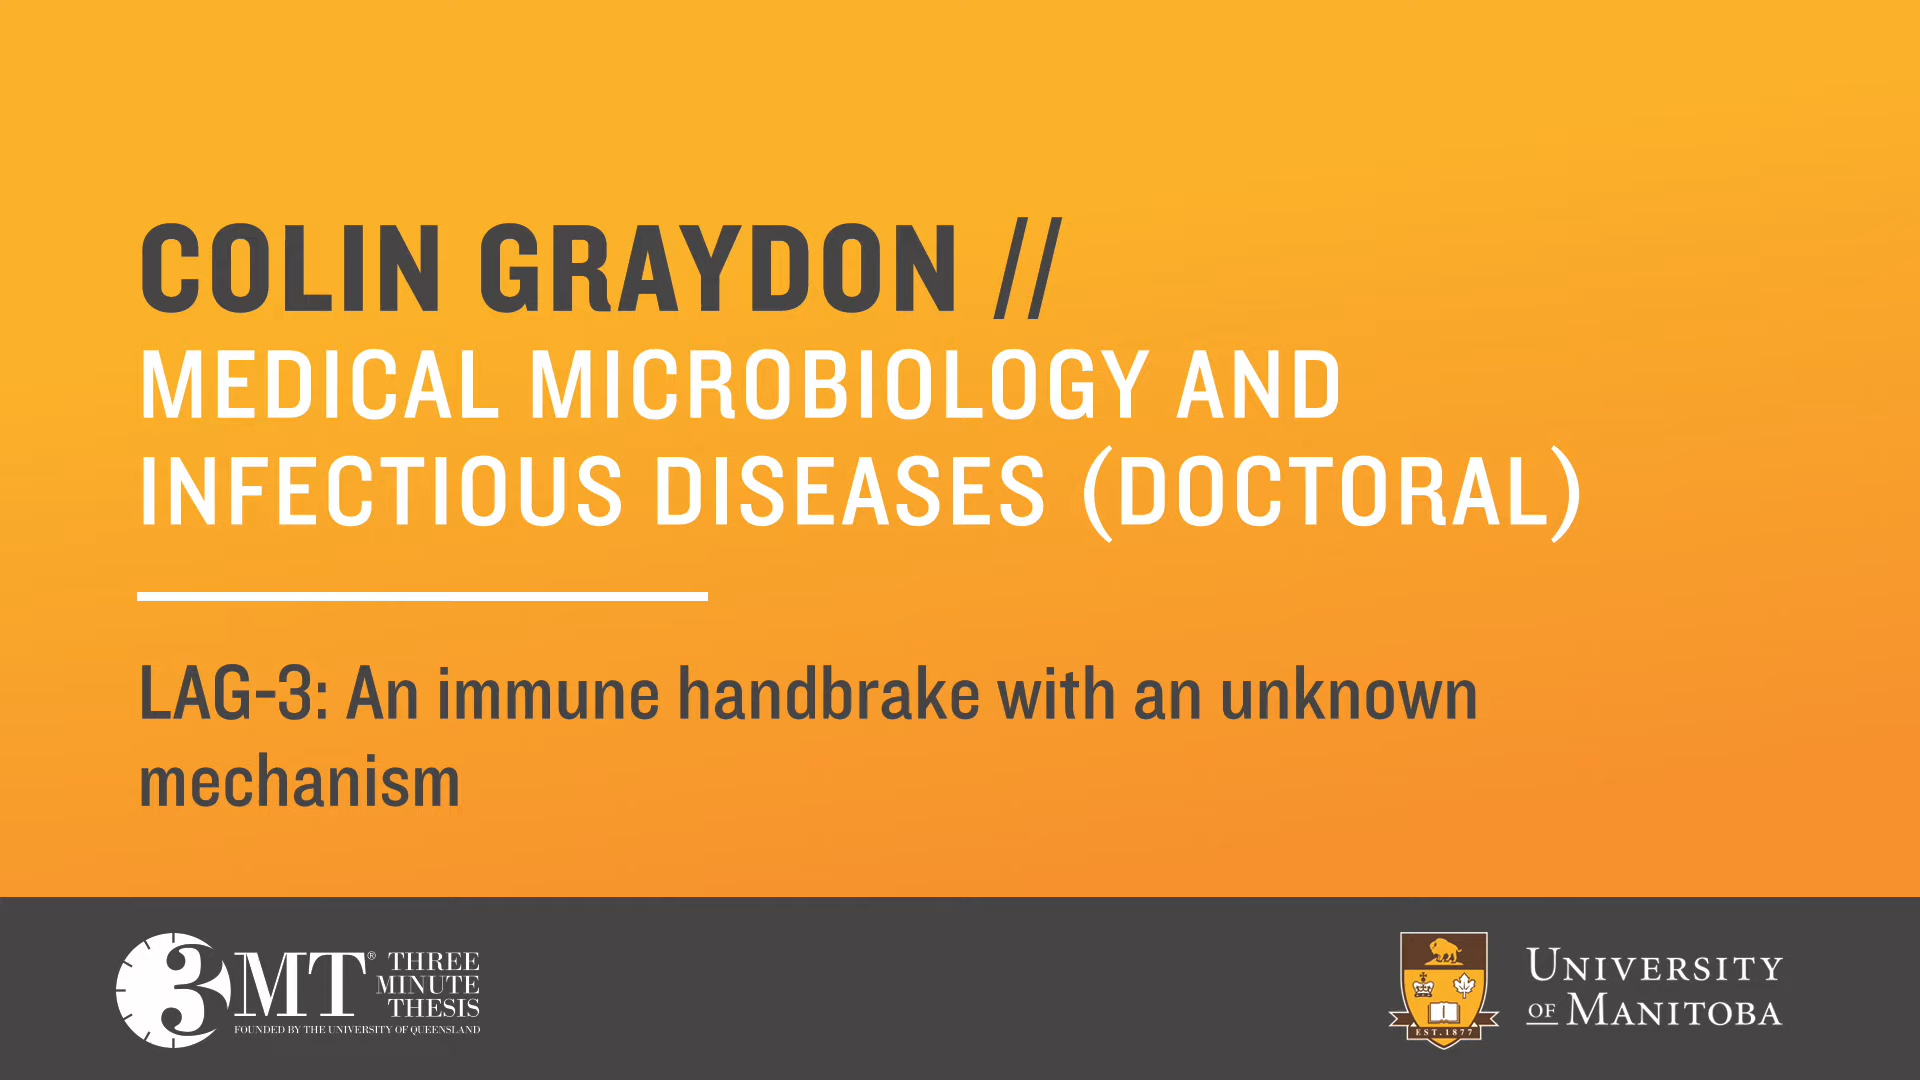 COLIN GRAYDON //
MEDICAL MICROBIOLOGY AND
INFECTIOUS DISEASES (DOCTORAL)
LAG-3: An immune handbrake with an unknown
mechanism
3MT® THREE
MINUTE
THESIS
FOUNDED BY THE UNIVERSITY OF QUEENSLAND
EST. 1877
UNIVERSITY
OF MANITOBA